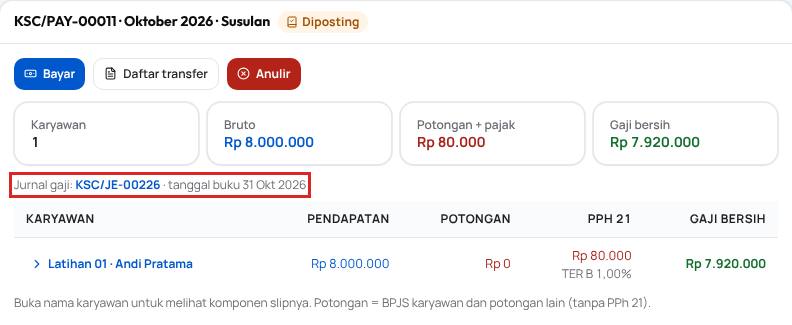 KSC/PAY-00011 · Oktober 2026 · Susulan Diposting
Bayar Daftar transfer Anulir
Karyawan Bruto Potongan + pajak Gaji bersih
1 Rp 8.000.000 Rp 80.000 Rp 7.920.000
Jurnal gaji: KSC/JE-00226 · tanggal buku 31 Okt 2026
KARYAWAN PENDAPATAN POTONGAN PPH 21 GAJI BERSIH
Latihan 01 · Andi Pratama Rp 8.000.000 Rp 0 Rp 80.000 Rp 7.920.000
TER B 1,00%
Buka nama karyawan untuk melihat komponen slipnya. Potongan = BPJS karyawan dan potongan lain (tanpa PPh 21).